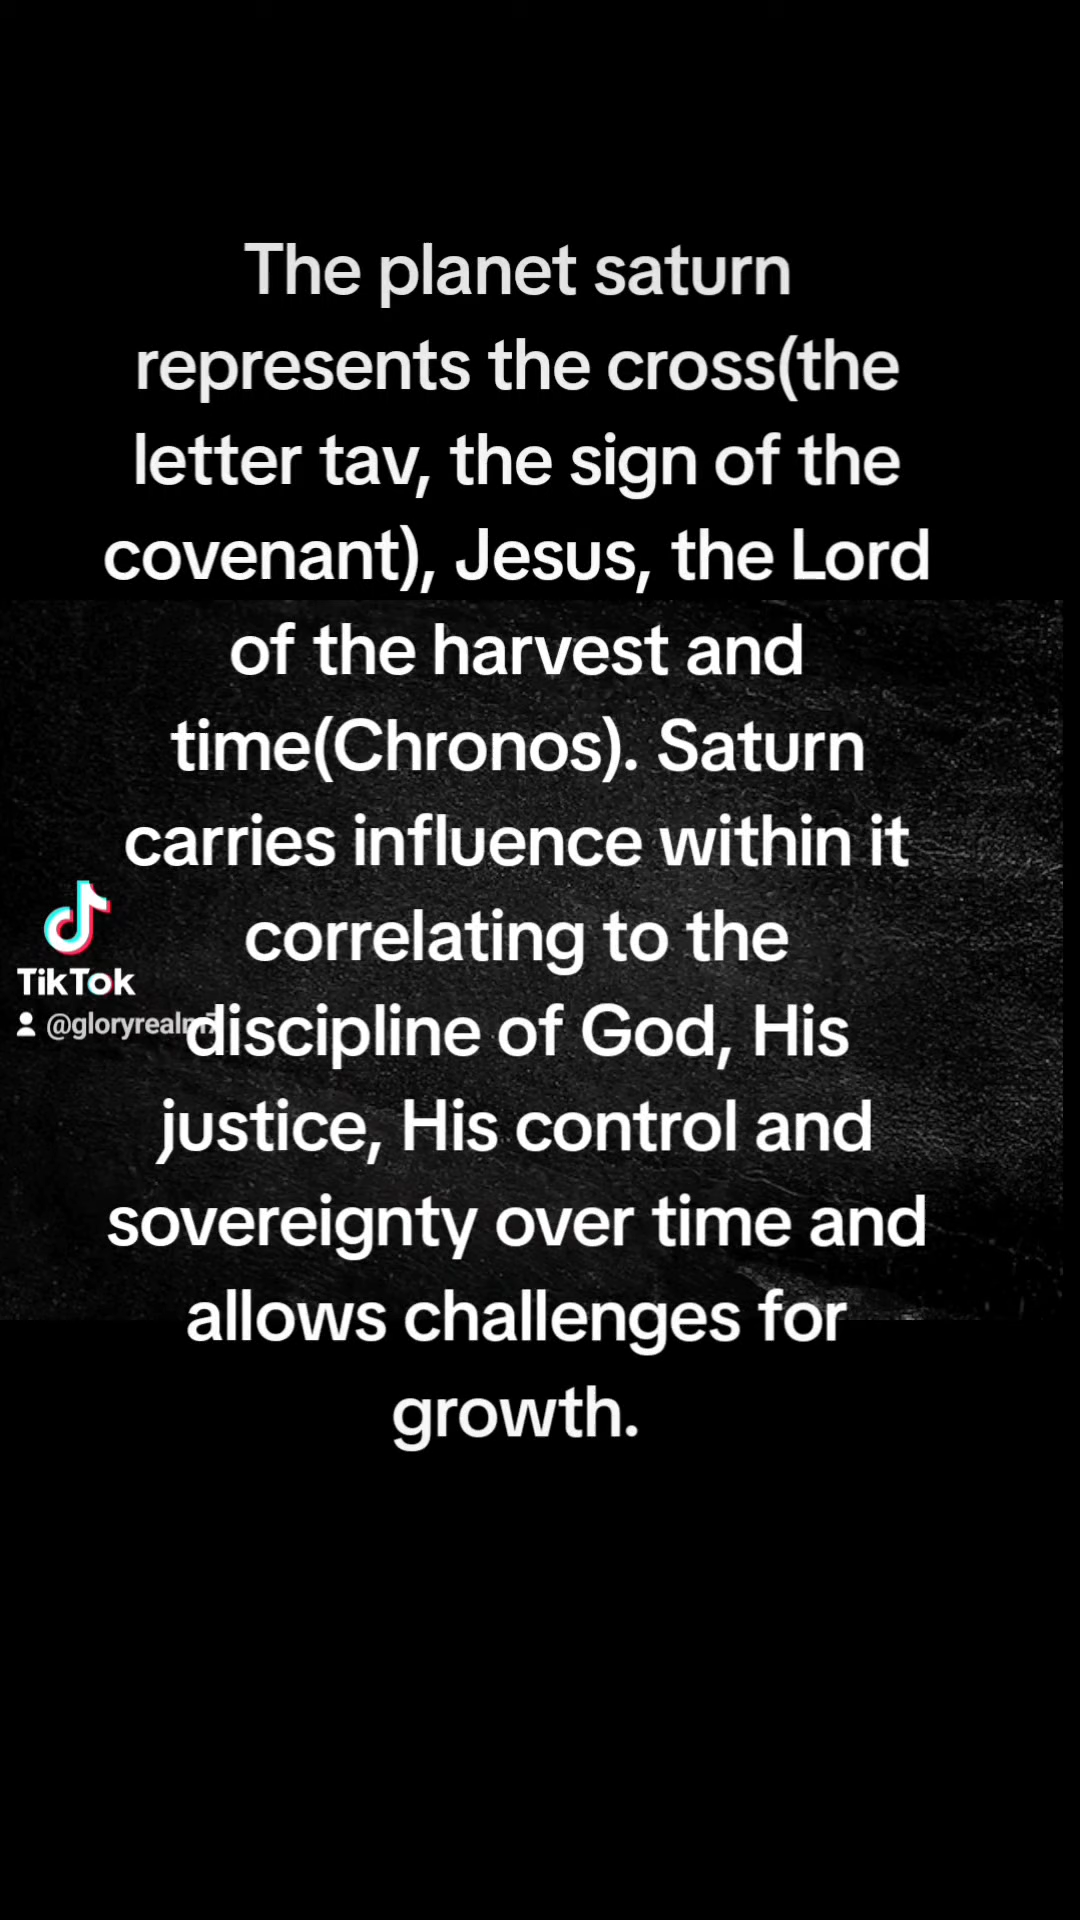 The planet saturn
represents the cross(the
letter tav, the sign of the
covenant), Jesus, the Lord
of the harvest and
time(Chronos). Saturn
carries influence within it
correlating to the
discipline of God, His
justice, His control and
sovereignty over time and
allows challenges for
growth.
TikTok